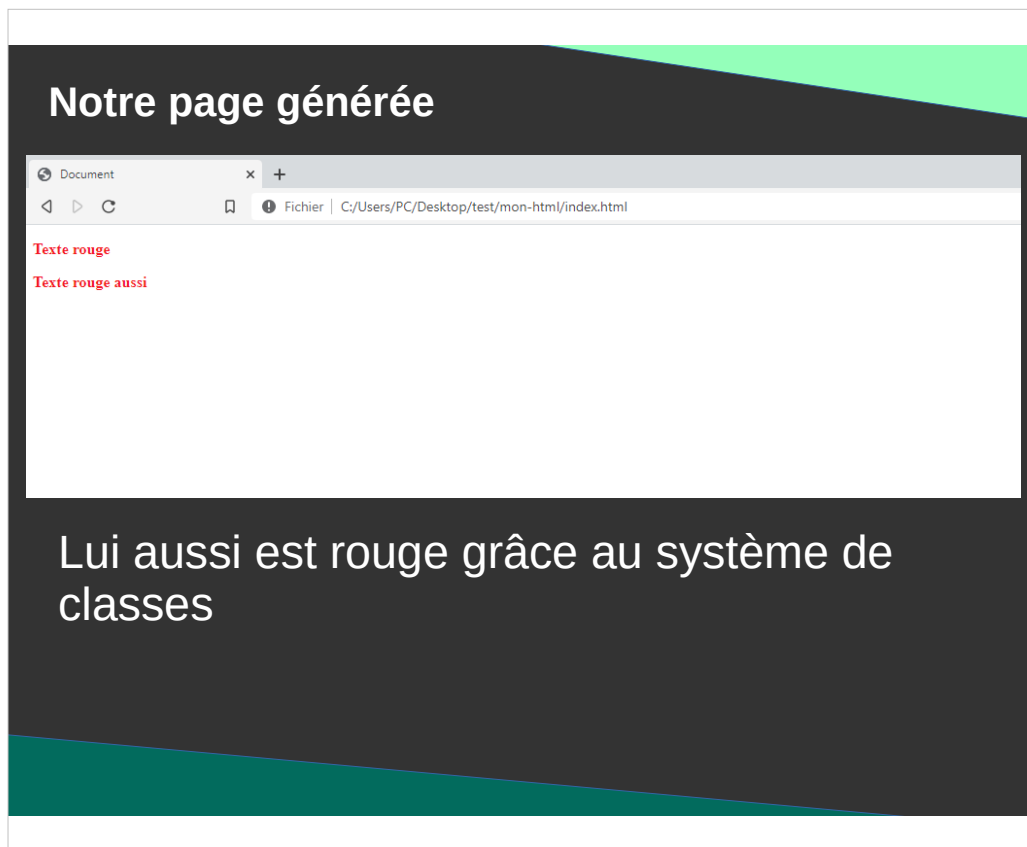 Notre page générée
Document
Fichier C:/Users/PC/Desktop/test/mon-html/index.html
Texte rouge
Texte rouge aussi
Lui aussi est rouge grâce au système de
classes